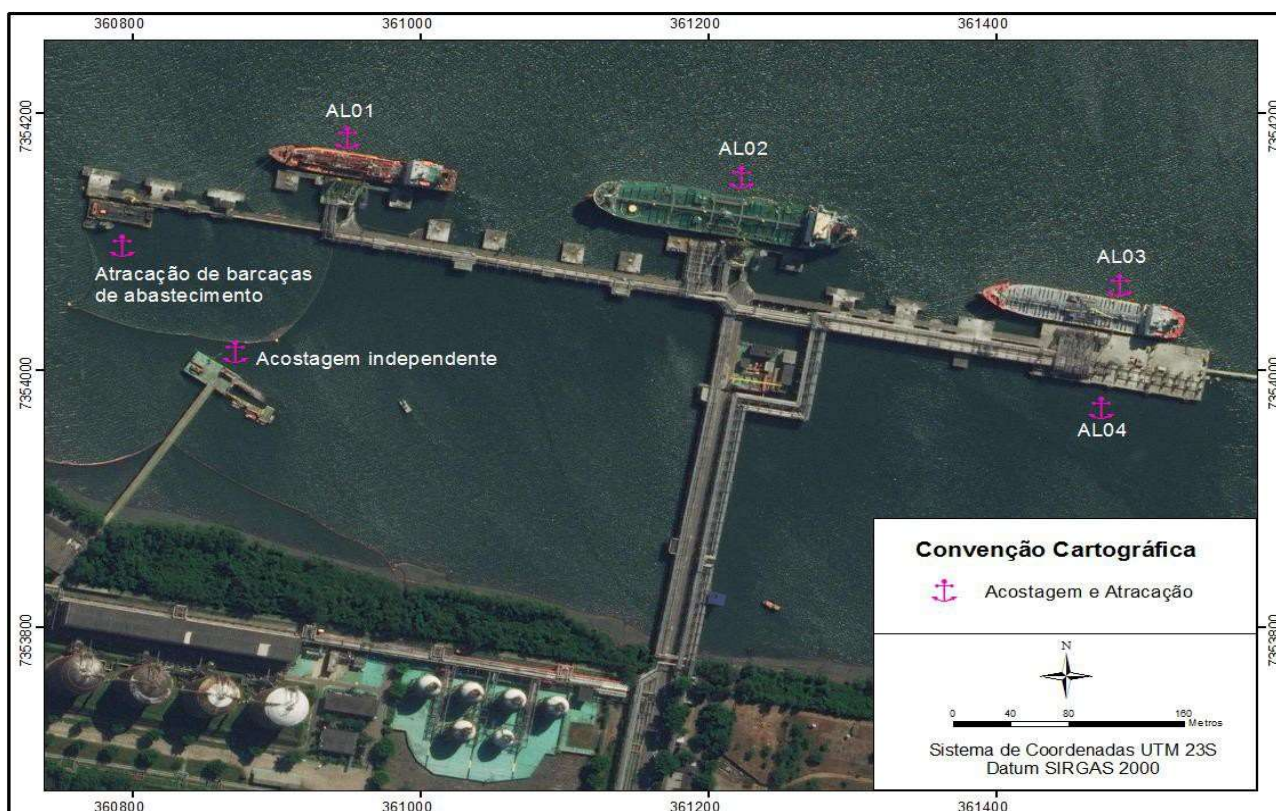 360800 361000 361200 361400
7354200 7354200
AL01
AL02
AL03
Atracação de barcaças
de abastecimento
Acostagem independente
7354000 7354000
AL04
Convenção Cartográfica
Acostagem e Atracação
7353800 7353800
N
0 40 80 160
Metros
Sistema de Coordenadas UTM 23S
Datum SIRGAS 2000
360800 361000 361200 361400